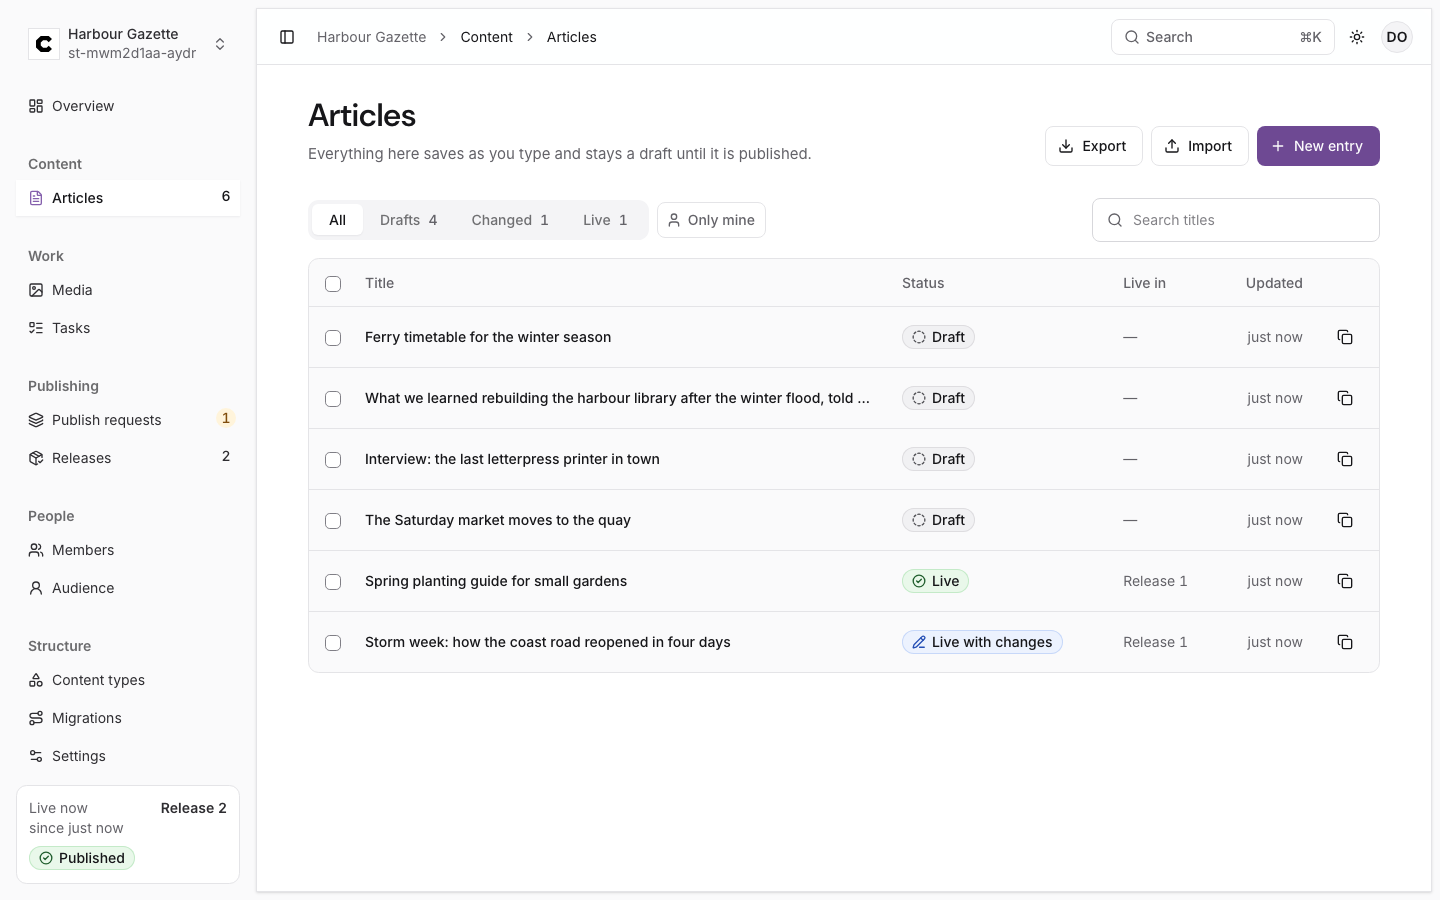 Harbour Gazette
st-mwm2d1aa-aydr
Overview
Content
Articles 6
Work
Media
Tasks
Publishing
Publish requests 1
Releases 2
People
Members
Audience
Structure
Content types
Migrations
Settings
Live now Release 2
since just now
Published
Harbour Gazette > Content > Articles
Search ⌘K
DO
Articles
Everything here saves as you type and stays a draft until it is published.
Export
Import
New entry
All Drafts 4 Changed 1 Live 1
Only mine
Search titles
Title Status Live in Updated
Ferry timetable for the winter season Draft — just now
What we learned rebuilding the harbour library after the winter flood, told ... Draft — just now
Interview: the last letterpress printer in town Draft — just now
The Saturday market moves to the quay Draft — just now
Spring planting guide for small gardens Live Release 1 just now
Storm week: how the coast road reopened in four days Live with changes Release 1 just now